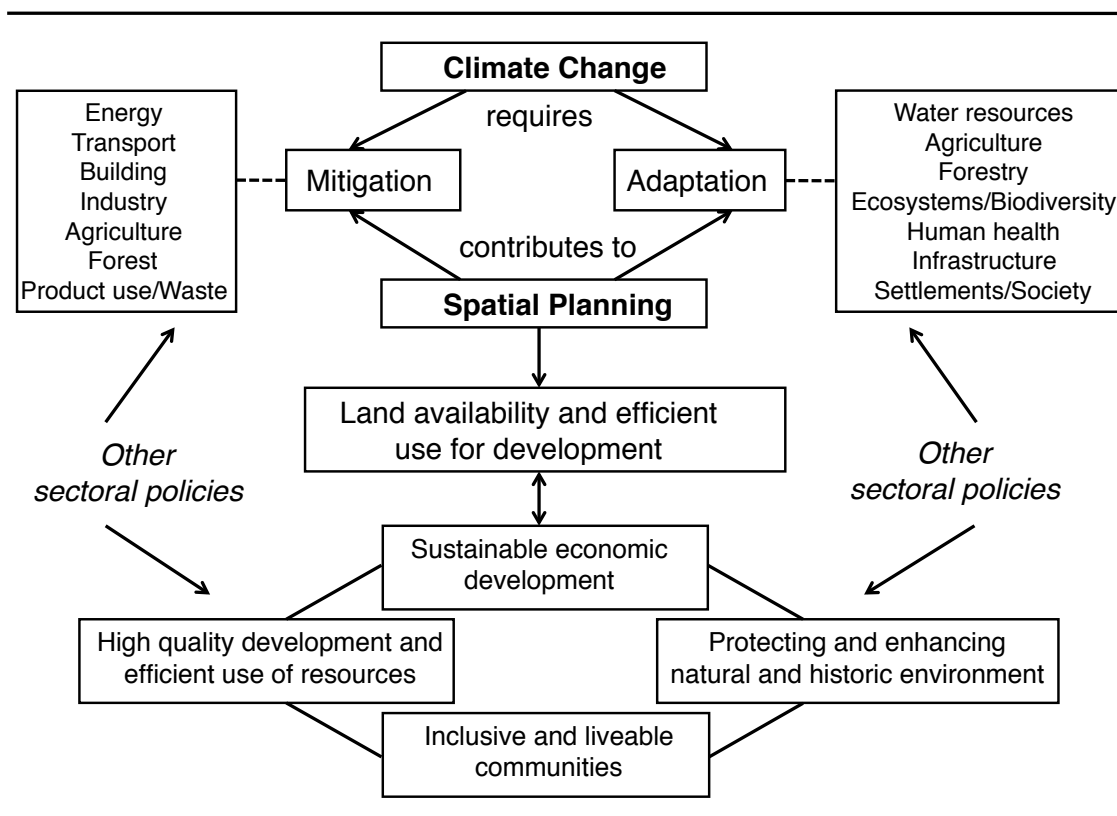 Climate Change
requires
Energy
Transport
Building
Industry
Agriculture
Forest
Product use/Waste
Mitigation
Adaptation
Water resources
Agriculture
Forestry
Ecosystems/Biodiversity
Human health
Infrastructure
Settlements/Society
contributes to
Spatial Planning
Land availability and efficient
use for development
Other
sectoral policies
Other
sectoral policies
Sustainable economic
development
High quality development and
efficient use of resources
Protecting and enhancing
natural and historic environment
Inclusive and liveable
communities